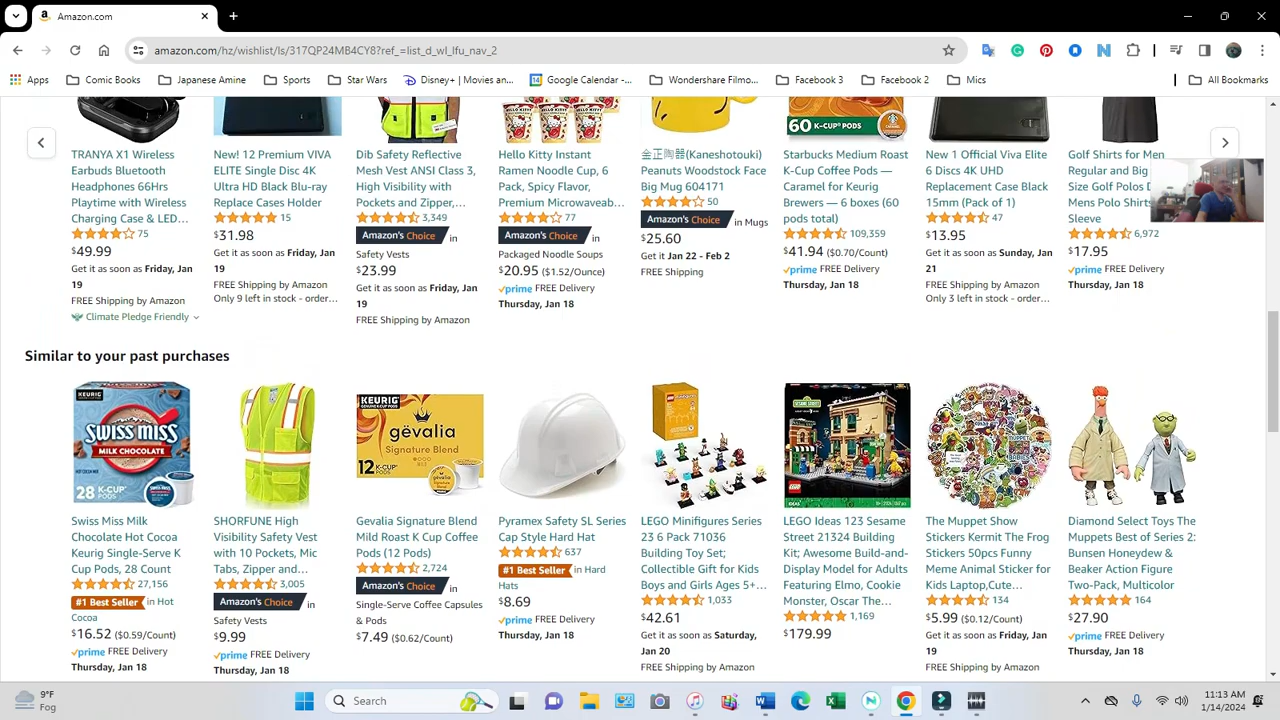 Amazon.com
amazon.com/hz/wishlist/ls/317QP24MB4CY8?ref_=list_d_wl_lfu_nav_2
Apps Comic Books Japanese Amine Sports Star Wars Disney+ | Movies an... Google Calendar -... Wondershare Filmo... Facebook 3 Facebook 2 Mics All Bookmarks
60 K-CUP PODS
HELLO KITTY
TRANYA X1 Wireless
Earbuds Bluetooth
Headphones 66Hrs
Playtime with Wireless
Charging Case & LED...
75
$49.99
Get it as soon as Friday, Jan
19
FREE Shipping by Amazon
Climate Pledge Friendly
New! 12 Premium VIVA
ELITE Single Disc 4K
Ultra HD Black Blu-ray
Replace Cases Holder
15
$31.98
Get it as soon as Friday, Jan
19
FREE Shipping by Amazon
Only 9 left in stock - order...
Dib Safety Reflective
Mesh Vest ANSI Class 3,
High Visibility with
Pockets and Zipper,...
3,349
Amazon's Choice in
Safety Vests
$23.99
Get it as soon as Friday, Jan
19
FREE Shipping by Amazon
Hello Kitty Instant
Ramen Noodle Cup, 6
Pack, Spicy Flavor,
Premium Microwaveab...
77
Amazon's Choice in
Packaged Noodle Soups
$20.95 ($1.52/Ounce)
prime FREE Delivery
Thursday, Jan 18
金正陶器(Kaneshotouki)
Peanuts Woodstock Face
Big Mug 604171
50
Amazon's Choice in Mugs
$25.60
Get it Jan 22 - Feb 2
FREE Shipping
Starbucks Medium Roast
K-Cup Coffee Pods —
Caramel for Keurig
Brewers — 6 boxes (60
pods total)
109,359
$41.94 ($0.70/Count)
prime FREE Delivery
Thursday, Jan 18
New 1 Official Viva Elite
6 Discs 4K UHD
Replacement Case Black
15mm (Pack of 1)
47
$13.95
Get it as soon as Sunday, Jan
21
FREE Shipping by Amazon
Only 3 left in stock - order...
Golf Shirts for Men
Regular and Big
Size Golf Polos
Mens Polo Shirts
Sleeve
6,972
$17.95
prime FREE Delivery
Thursday, Jan 18
Similar to your past purchases
KEURIG
SWISS MISS
MILK CHOCOLATE
28 K-CUP PODS
Swiss Miss Milk
Chocolate Hot Cocoa
Keurig Single-Serve K
Cup Pods, 28 Count
27,156
#1 Best Seller in Hot
Cocoa
$16.52 ($0.59/Count)
prime FREE Delivery
Thursday, Jan 18
SHORFUNE High
Visibility Safety Vest
with 10 Pockets, Mic
Tabs, Zipper and...
3,005
Amazon's Choice in
Safety Vests
$9.99
prime FREE Delivery
Thursday, Jan 18
KEURIG
gevalia
Signature Blend
12 K-CUP PODS
Gevalia Signature Blend
Mild Roast K Cup Coffee
Pods (12 Pods)
2,724
Amazon's Choice in
Single-Serve Coffee Capsules
& Pods
$7.49 ($0.62/Count)
Pyramex Safety SL Series
Cap Style Hard Hat
637
#1 Best Seller in Hard
Hats
$8.69
prime FREE Delivery
Thursday, Jan 18
LEGO Minifigures Series
23 6 Pack 71036
Building Toy Set;
Collectible Gift for Kids
Boys and Girls Ages 5+...
1,033
$42.61
Get it as soon as Saturday,
Jan 20
FREE Shipping by Amazon
LEGO Ideas 123 Sesame
Street 21324 Building
Kit; Awesome Build-and-
Display Model for Adults
Featuring Elmo, Cookie
Monster, Oscar The...
1,169
$179.99
The Muppet Show
Stickers Kermit The Frog
Stickers 50pcs Funny
Meme Animal Sticker for
Kids Laptop,Cute...
134
$5.99 ($0.12/Count)
Get it as soon as Friday, Jan
19
FREE Shipping by Amazon
Diamond Select Toys The
Muppets Best of Series 2:
Bunsen Honeydew &
Beaker Action Figure
Two-Pack, Multicolor
164
$27.90
prime FREE Delivery
Thursday, Jan 18
9°F
Fog
Search
11:13 AM
1/14/2024